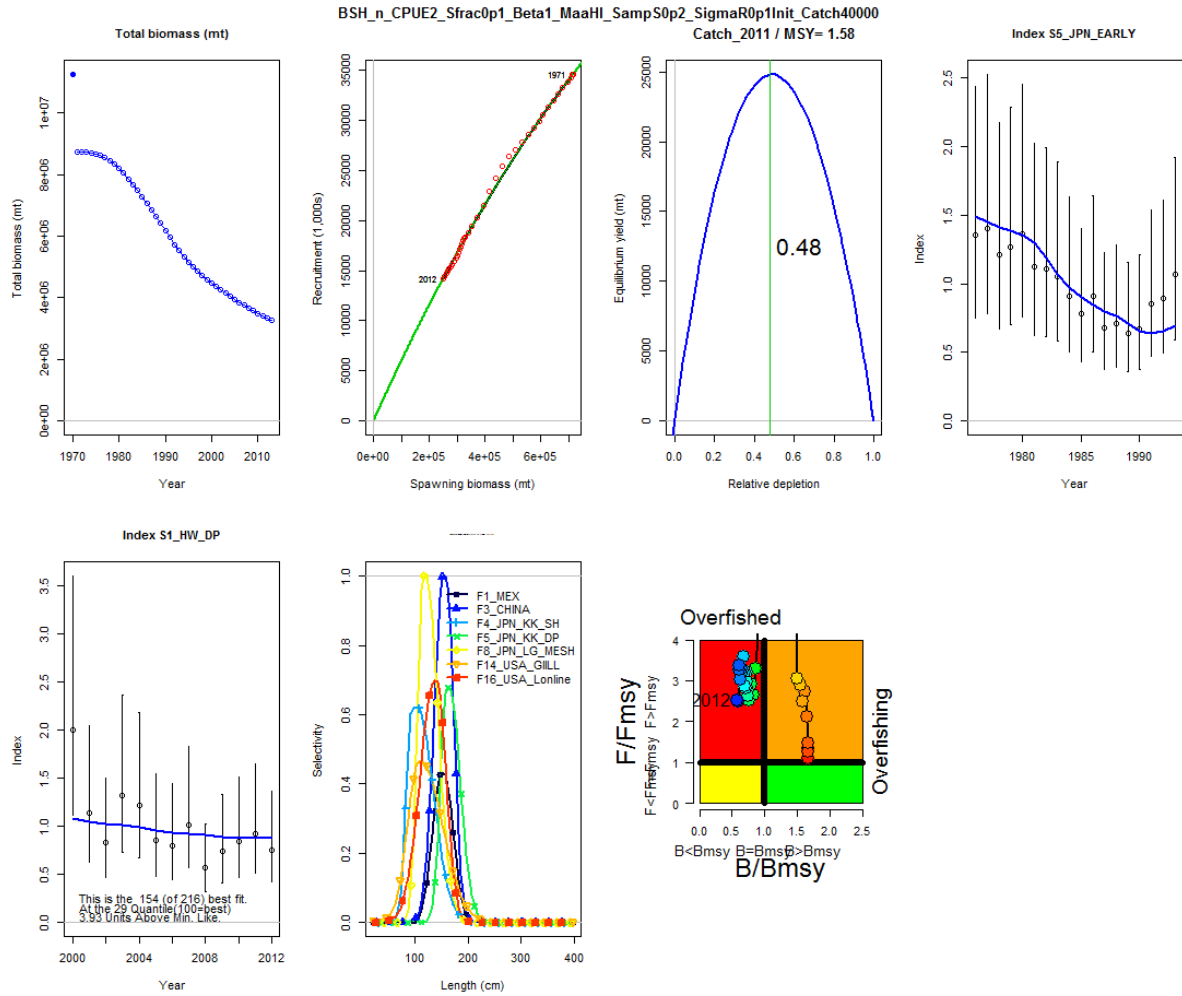 BSH_n_CPUE2_Sfrac0p1_Beta1_MaaHI_SampS0p2_SigmaR0p1Init_Catch40000
Total biomass (mt)
Catch_2011 / MSY= 1.58
Index S5_JPN_EARLY
Total biomass (mt)
0e+00 2e+06 4e+06 6e+06 8e+06 1e+07
1970 1980 1990 2000 2010
Year
Recruitment (1,000s)
0 5000 10000 15000 20000 25000 30000 35000
1971
2012
0e+00 2e+05 4e+05 6e+05
Spawning biomass (mt)
Equilibrium yield (mt)
0 5000 10000 15000 20000 25000
0.48
0.0 0.2 0.4 0.6 0.8 1.0
Relative depletion
Index
0.0 0.5 1.0 1.5 2.0 2.5
1980 1985 1990
Year
Index S1_HW_DP
Index
0.0 0.5 1.0 1.5 2.0 2.5 3.0 3.5
This is the 154 (of 216) best fit.
At the 29 Quantile(100=best)
3.93 Units Above Min. Like.
2000 2004 2008 2012
Year
Selectivity
0.0 0.2 0.4 0.6 0.8 1.0
F1_MEX
F3_CHINA
F4_JPN_KK_SH
F5_JPN_KK_DP
F8_JPN_LG_MESH
F14_USA_GIILL
F16_USA_Lonline
100 200 300 400
Length (cm)
Overfished
Overfishing
F/Fmsy
F>Fmsy
0 1 2 3 4
2012
0.0 0.5 1.0 1.5 2.0 2.5
B<Bmsy B=Bmsy B>Bmsy
B/Bmsy